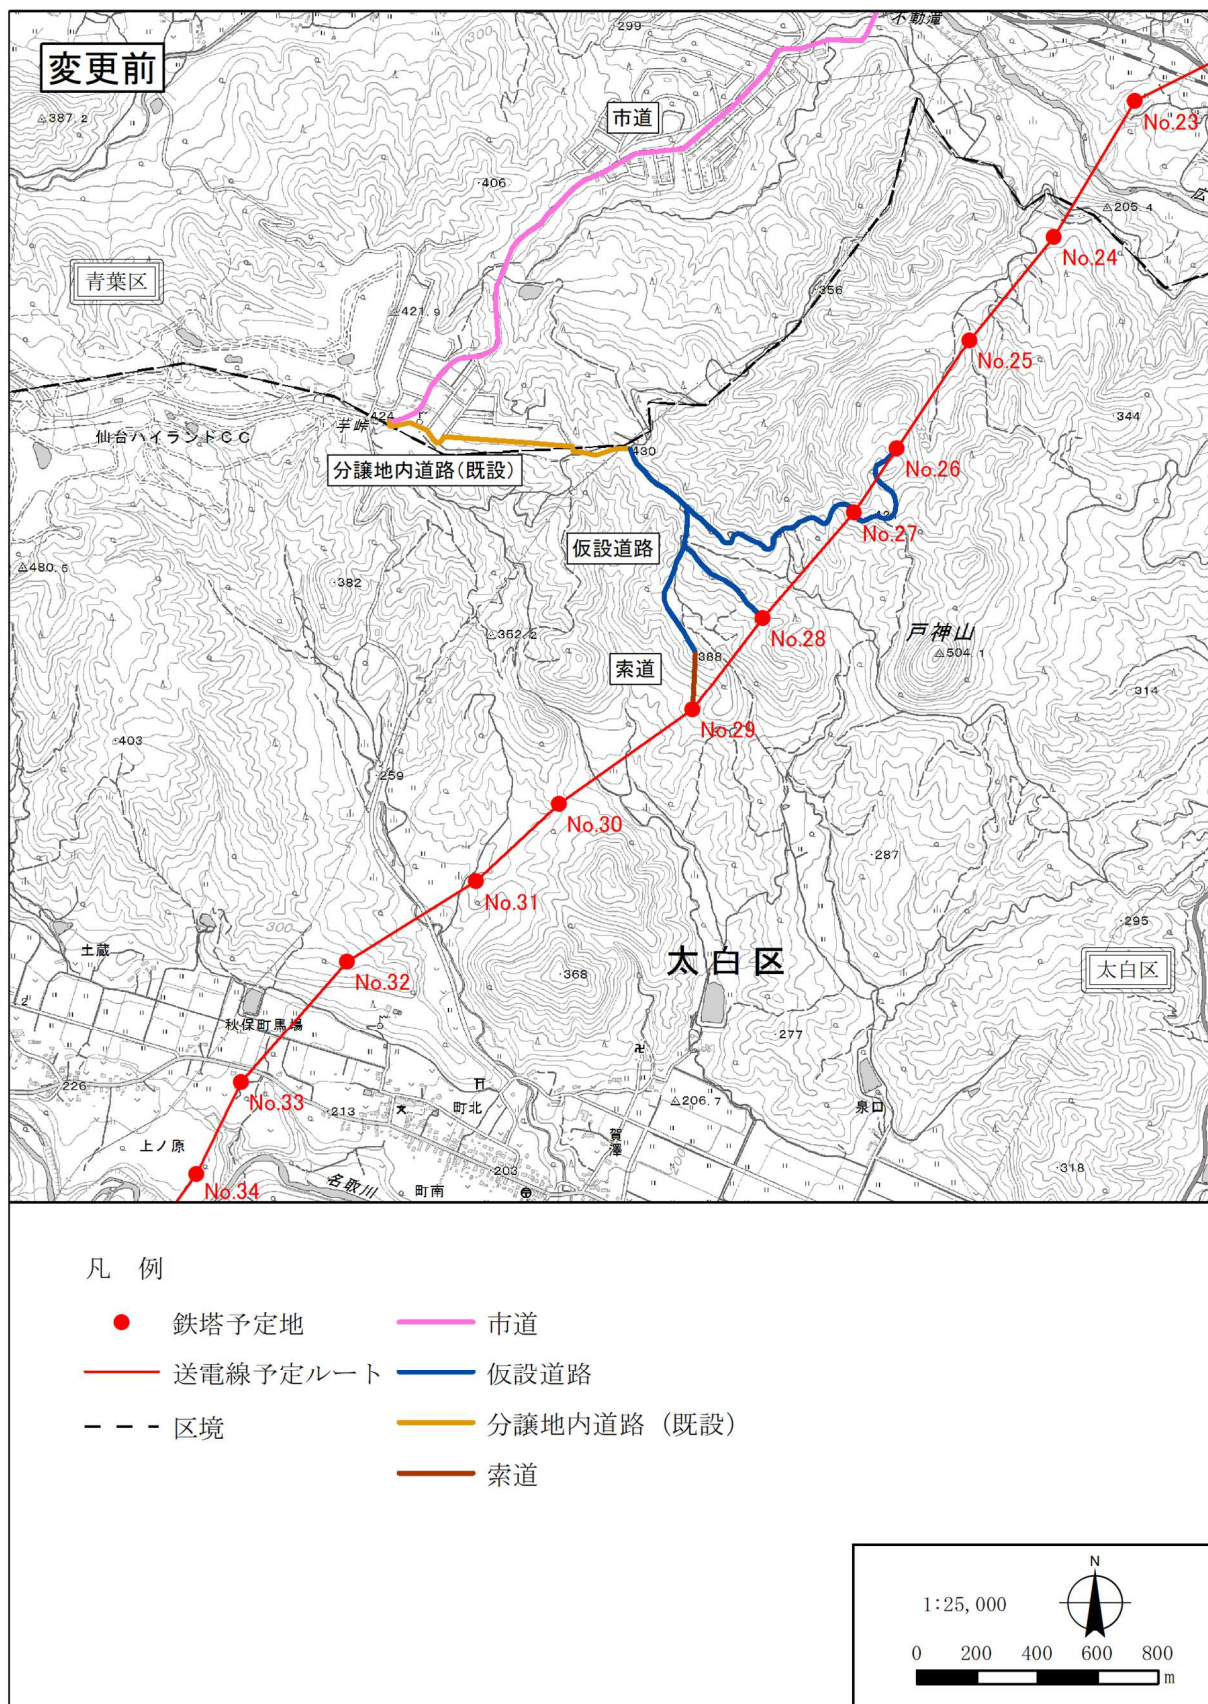 変更前
不動滝
299
300
△387.2
市道
No.23
・406
△205.4
広
No.24
青葉区
・356
△421.9
No.25
・344
424
半峠
仙台ハイランドCC
430
分譲地内道路(既設)
No.26
42
No.27
仮設道路
△480.5
・382
△352.2
No.28
戸神山
△504.1
索道
388
314
No.29
・403
・259
No.30
・287
No.31
300
・295
土蔵
No.32
・368
太白区
太白区
2
秋保町馬場
・277
226
No.33
・213
町北
△206.7
泉口
賀澤
200
上ノ原
・203
・318
No.34
名取川
町南
凡 例
鉄塔予定地
市道
送電線予定ルート
仮設道路
区境
分譲地内道路（既設）
索道
N
1:25,000
0 200 400 600 800
m